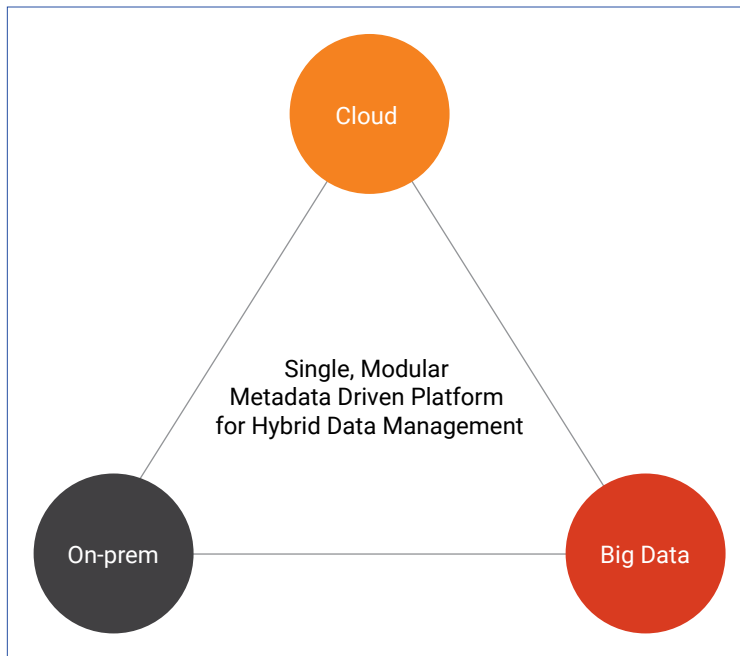 Cloud
Single, Modular
Metadata Driven Platform
for Hybrid Data Management
On-prem
Big Data